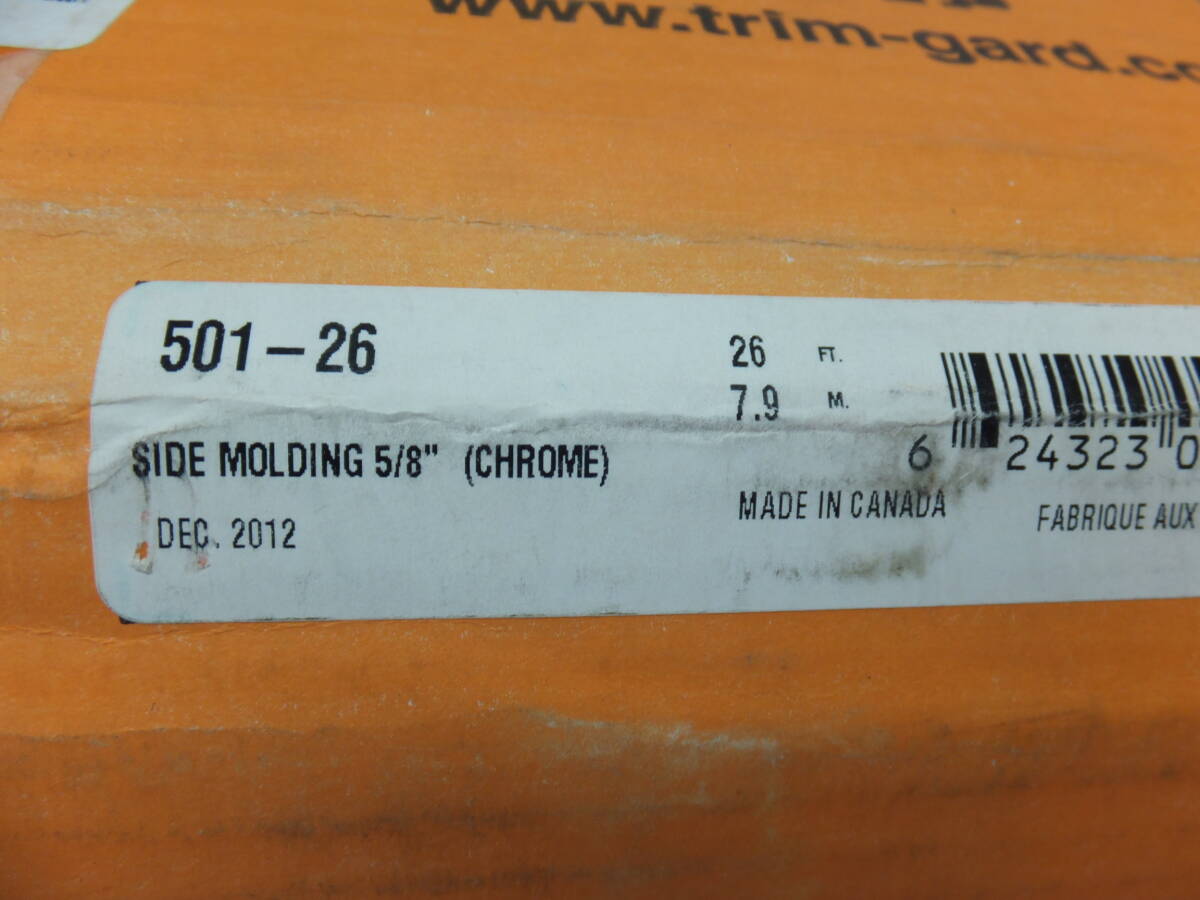 www.trim-gard.co
501-26
26 FT.
7.9 M.
SIDE MOLDING 5/8" (CHROME)
6 24323 0
DEC. 2012
MADE IN CANADA
FABRIQUE AUX